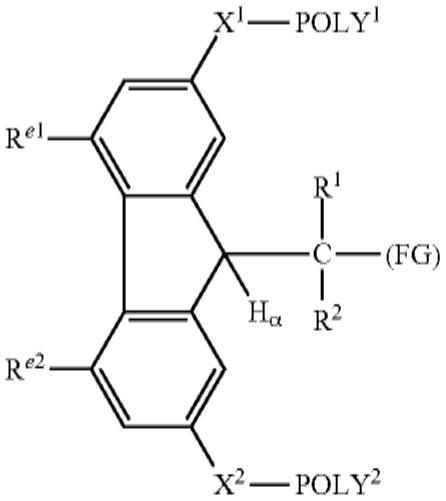 X¹—POLY¹
Rᵉ¹
R¹
C—(FG)
Hα
R²
Rᵉ²
X²—POLY²